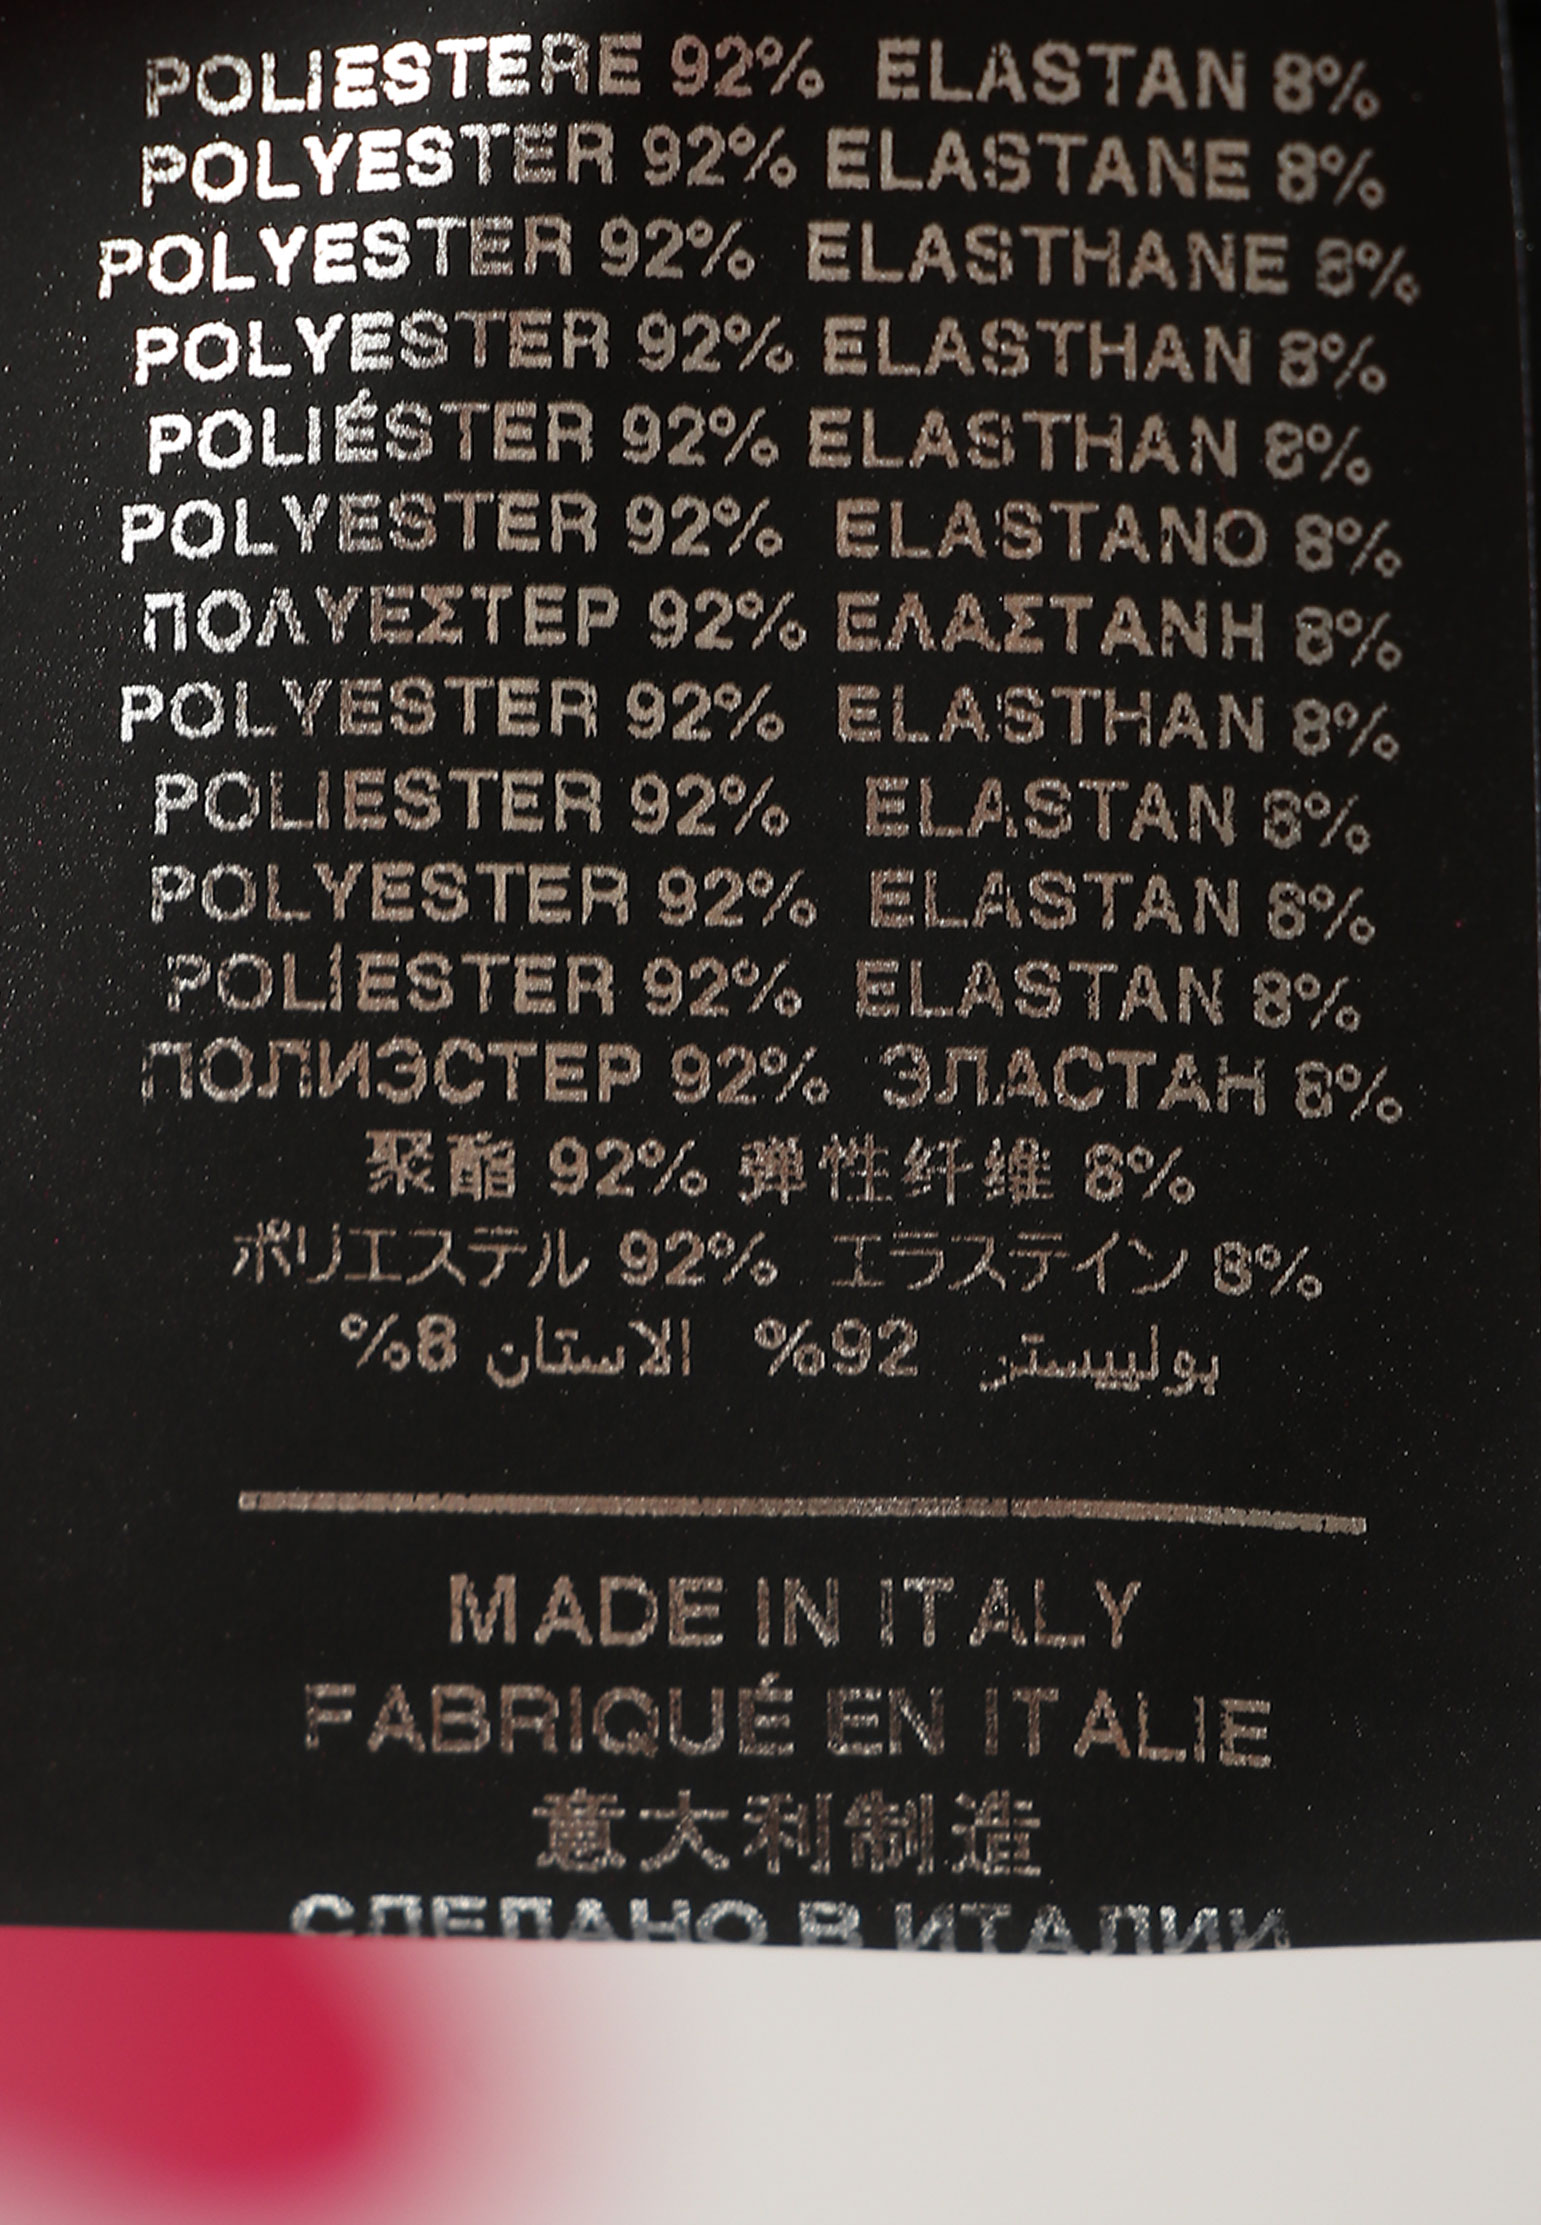 POLIESTERE 92% ELASTAN 8%
POLYESTER 92% ELASTANE 8%
POLYESTER 92% ELASTHANE 8%
POLYESTER 92% ELASTHAN 8%
POLIÉSTER 92% ELASTHAN 8%
POLYESTER 92% ELASTANO 8%
ΠΟΛΥΕΣΤΕΡ 92% ΕΛΑΣΤΑΝΗ 8%
POLYESTER 92% ELASTHAN 8%
POLIESTER 92% ELASTAN 8%
POLYESTER 92% ELASTAN 8%
POLİESTER 92% ELASTAN 8%
ПОЛИЭСТЕР 92% ЭЛАСТАН 8%
聚酯 92% 弹性纤维 8%
ポリエステル 92% エラステイン 8%
بولييستر 92% الاستان 8%
MADE IN ITALY
FABRIQUÉ EN ITALIE
意大利制造
СДЕЛАНО В ИТАЛИИ